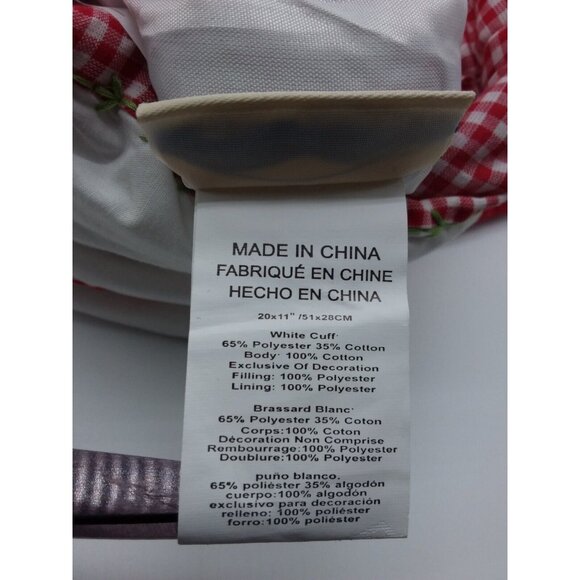 MADE IN CHINA
FABRIQUÉ EN CHINE
HECHO EN CHINA
20x11" /51x28CM
White Cuff:
65% Polyester 35% Cotton
Body: 100% Cotton
Exclusive Of Decoration
Filling: 100% Polyester
Lining: 100% Polyester
Brassard Blanc:
65% Polyester 35% Coton
Corps:100% Coton
Décoration Non Comprise
Rembourrage:100% Polyester
Doublure:100% Polyester
puño blanco,
65% poliéster 35% algodón
cuerpo:100% algodón
exclusivo para decoración
relleno: 100% poliéster
forro:100% poliéster